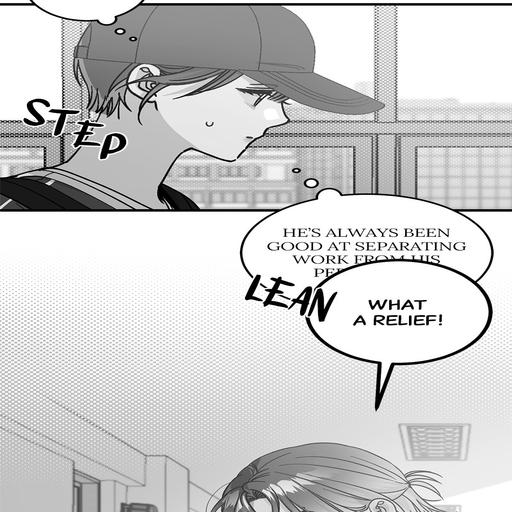 STEP
HE'S ALWAYS BEEN
GOOD AT SEPARATING
WORK FROM HIS
LEAN
WHAT
A RELIEF!